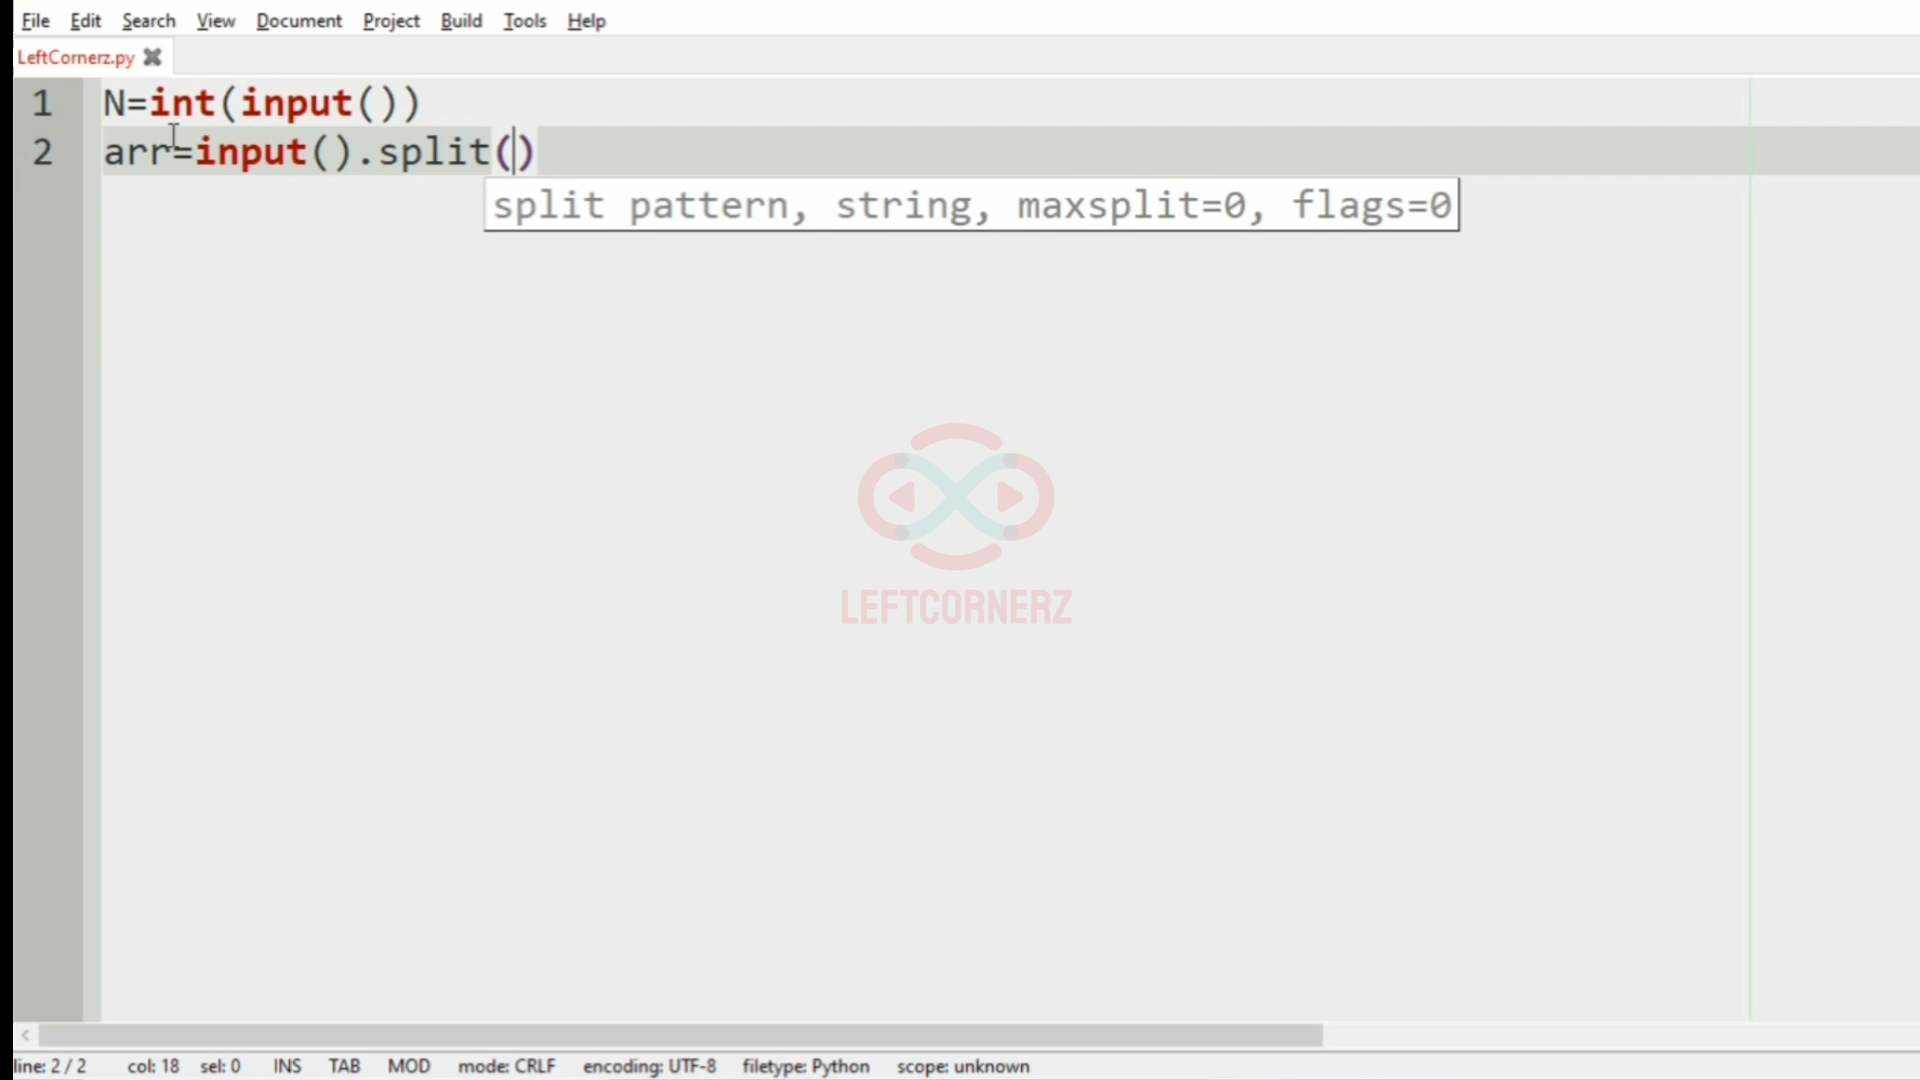 File Edit Search View Document Project Build Tools Help
LeftCornerz.py
1 N=int(input())
2 arr=input().split()
split pattern, string, maxsplit=0, flags=0
LEFTCORNERZ
line: 2 / 2 col: 18 sel: 0 INS TAB MOD mode: CRLF encoding: UTF-8 filetype: Python scope: unknown